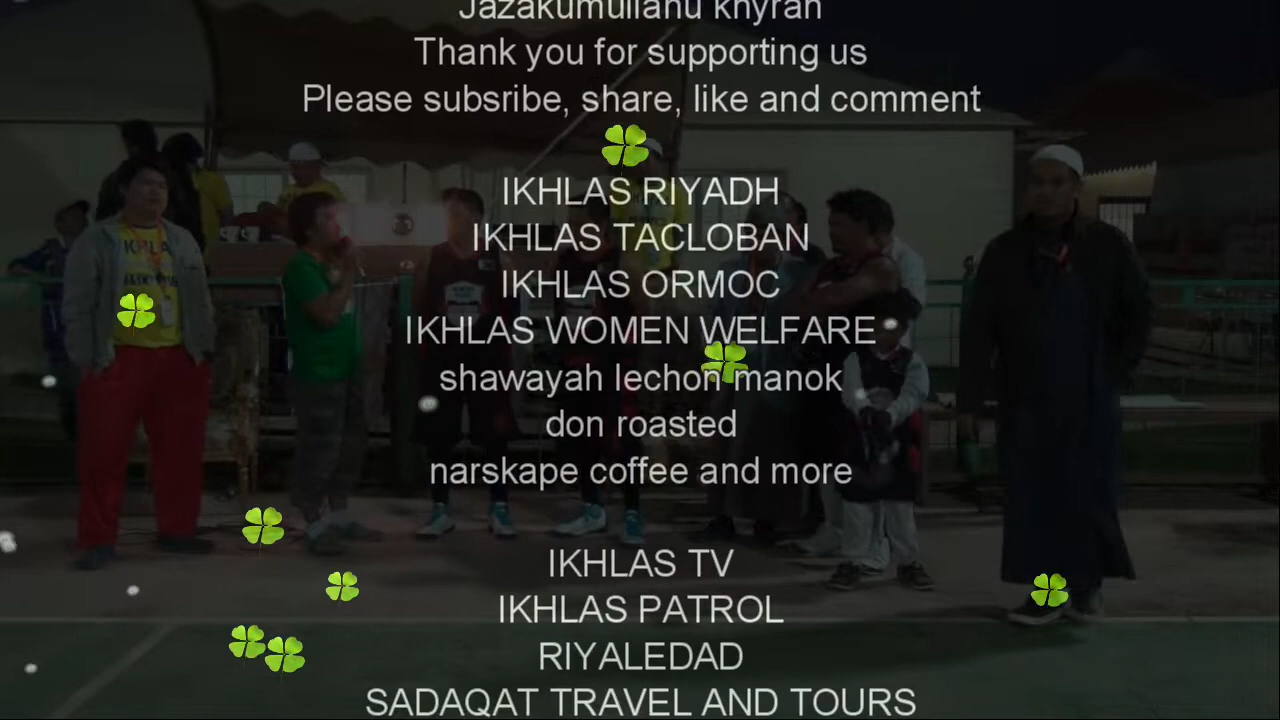 Jazakumullahu khyran
Thank you for supporting us
Please subsribe, share, like and comment
IKHLAS RIYADH
IKHLAS TACLOBAN
IKHLAS ORMOC
IKHLAS WOMEN WELFARE
shawayah lechon manok
don roasted
narskape coffee and more
IKHLAS TV
IKHLAS PATROL
RIYALEDAD
SADAQAT TRAVEL AND TOURS